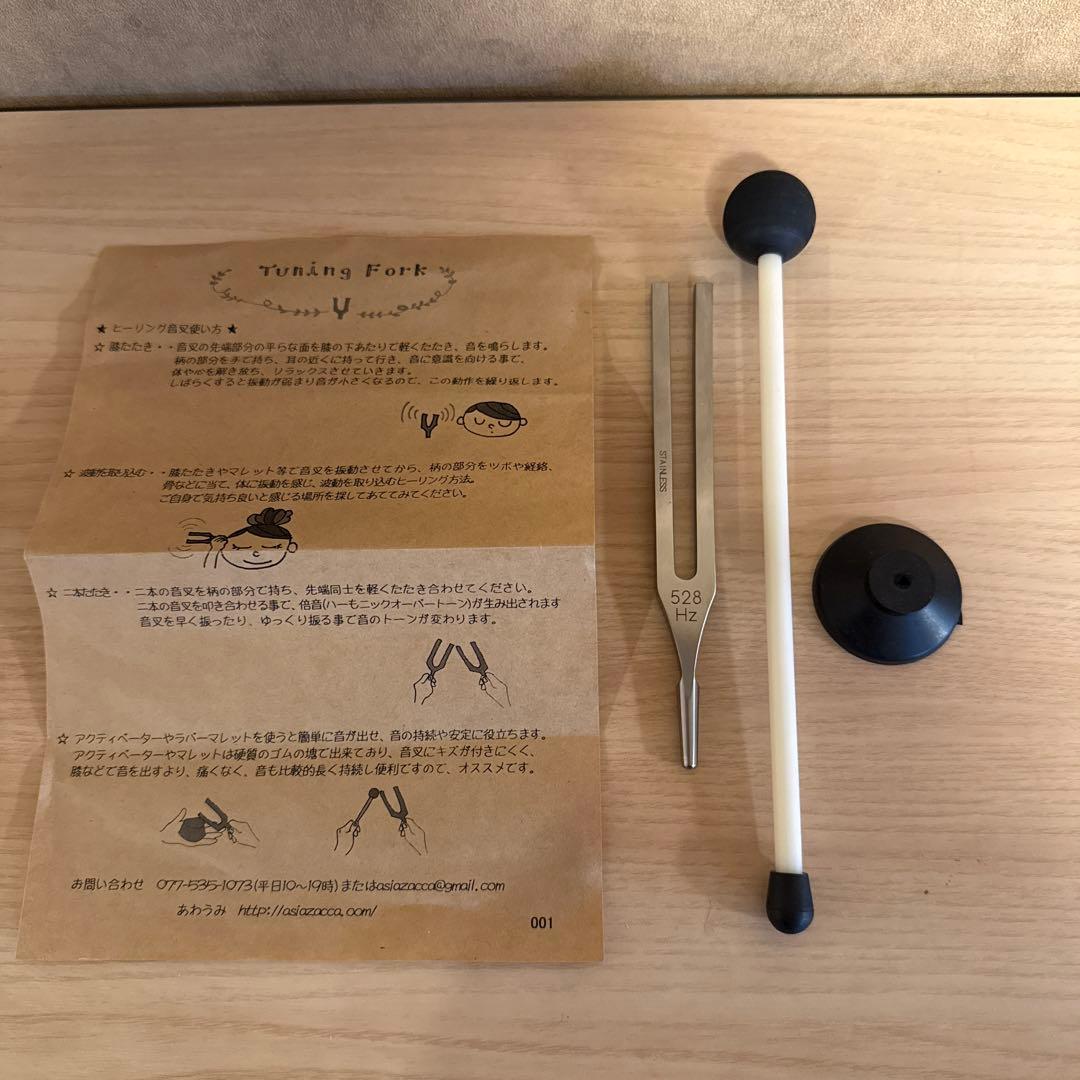 Tuning Fork
★ ヒーリング音叉使い方 ★
☆ 膝たたき・・音叉の先端部分の平らな面を膝の下あたりで軽くたたき、音を鳴らします。
柄の部分を手で持ち、耳の近くに持って行き、音に意識を向ける事で、
体や心を解き放ち、リラックスさせていきます。
しばらくすると振動が弱まり音が小さくなるので、この動作を繰り返します。
☆ 波動を取り込む・・膝たたきやマレット等で音叉を振動させてから、柄の部分をツボや経絡、
骨などに当て、体に振動を感じ、波動を取り込むヒーリング方法。
ご自身で気持ち良いと感じる場所を探してあててみてください。
☆ 二本たたき・・二本の音叉を柄の部分で持ち、先端同士を軽くたたき合わせてください。
二本の音叉を叩き合わせる事で、倍音(ハーモニックオーバートーン)が生み出されます
音叉を早く振ったり、ゆっくり振る事で音のトーンが変わります。
☆ アクティベーターやラバーマレットを使うと簡単に音が出せ、音の持続や安定に役立ちます。
アクティベーターやマレットは硬質のゴムの塊で出来ており、音叉にキズが付きにくく、
膝などで音を出すより、痛くなく、音も比較的長く持続し便利ですので、オススメです。
お問い合わせ 077-535-1073(平日10～19時)またはasiazacca@gmail.com
あわうみ http://asiazacca.com/
001
STAINLESS
528
Hz